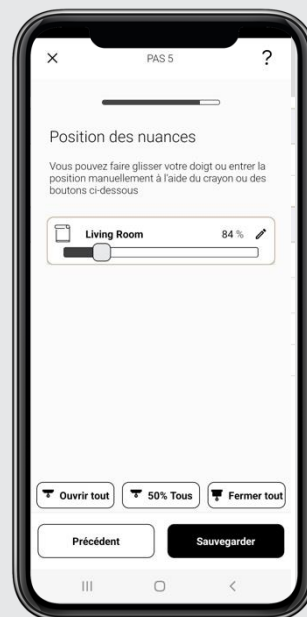 PAS 5
?
Position des nuances
Vous pouvez faire glisser votre doigt ou entrer la
position manuellement à l'aide du crayon ou des
boutons ci-dessous
Living Room 84 %
Ouvrir tout 50% Tous Fermer tout
Précédent Sauvegarder